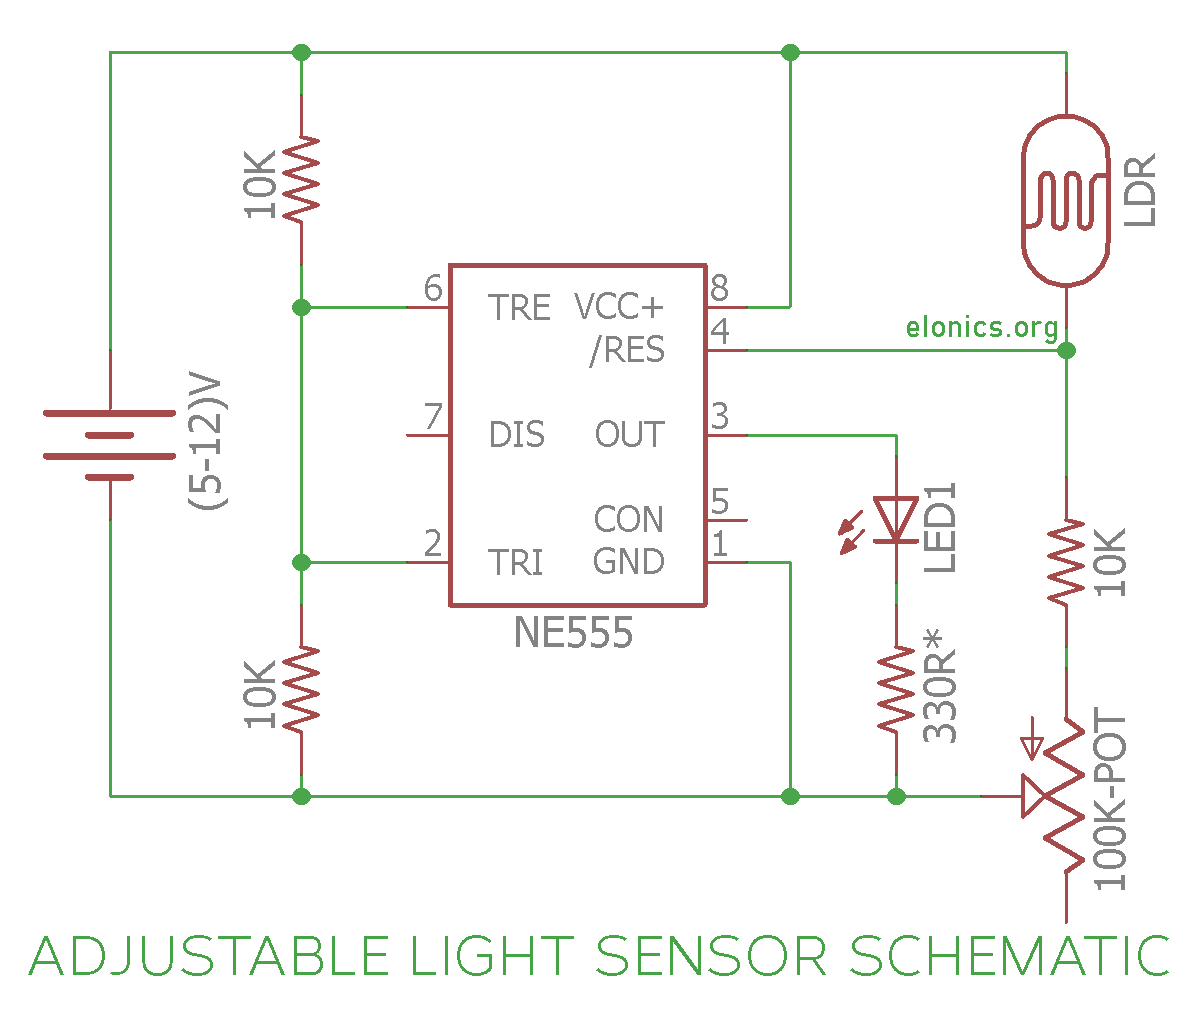 10K
LDR
6
TRE
VCC+
8
/RES
4
elonics.org
(5-12)V
7
DIS
OUT
3
CON
5
2
TRI
GND
1
LED1
10K
NE555
10K
330R*
100K-POT
ADJUSTABLE LIGHT SENSOR SCHEMATIC